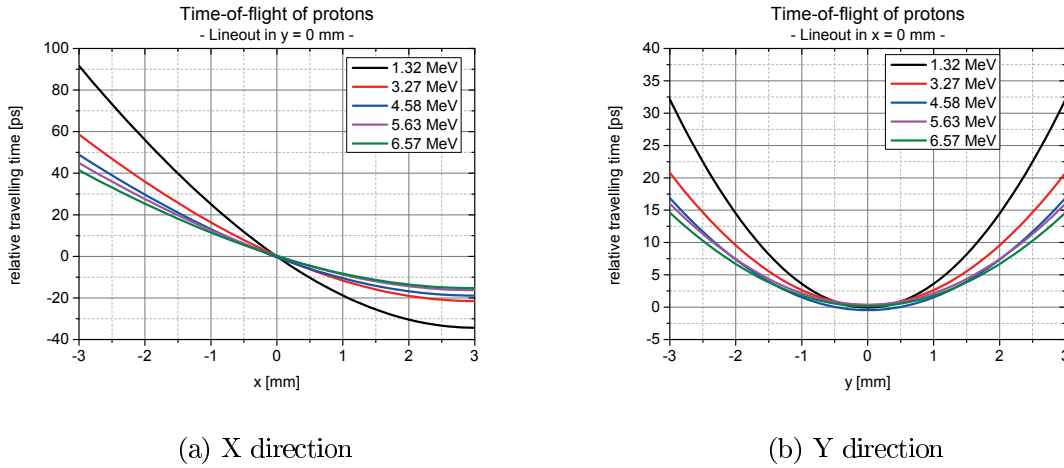 Time-of-flight of protons
- Lineout in y = 0 mm -
100
80
60
40
20
0
-20
-40
relative travelling time [ps]
1.32 MeV
3.27 MeV
4.58 MeV
5.63 MeV
6.57 MeV
-3 -2 -1 0 1 2 3
x [mm]
(a) X direction
Time-of-flight of protons
- Lineout in x = 0 mm -
40
35
30
25
20
15
10
5
0
-5
relative travelling time [ps]
1.32 MeV
3.27 MeV
4.58 MeV
5.63 MeV
6.57 MeV
-3 -2 -1 0 1 2 3
y [mm]
(b) Y direction